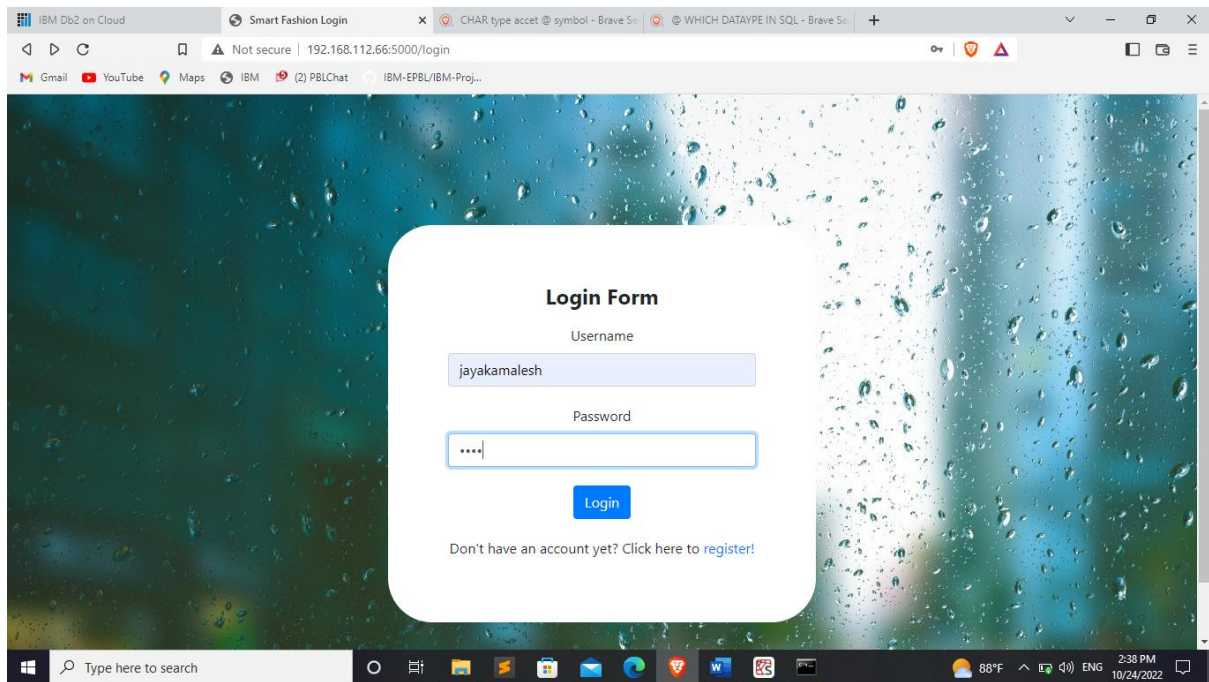 IBM Db2 on Cloud
Smart Fashion Login
CHAR type accet @ symbol - Brave Se
@ WHICH DATAYPE IN SQL - Brave Se
Not secure 192.168.112.66:5000/login
Gmail YouTube Maps IBM (2) PBLChat IBM-EPBL/IBM-Proj...
Login Form
Username
jayakamalesh
Password
••••
Login
Don't have an account yet? Click here to register!
Type here to search
88°F ENG 2:38 PM
10/24/2022